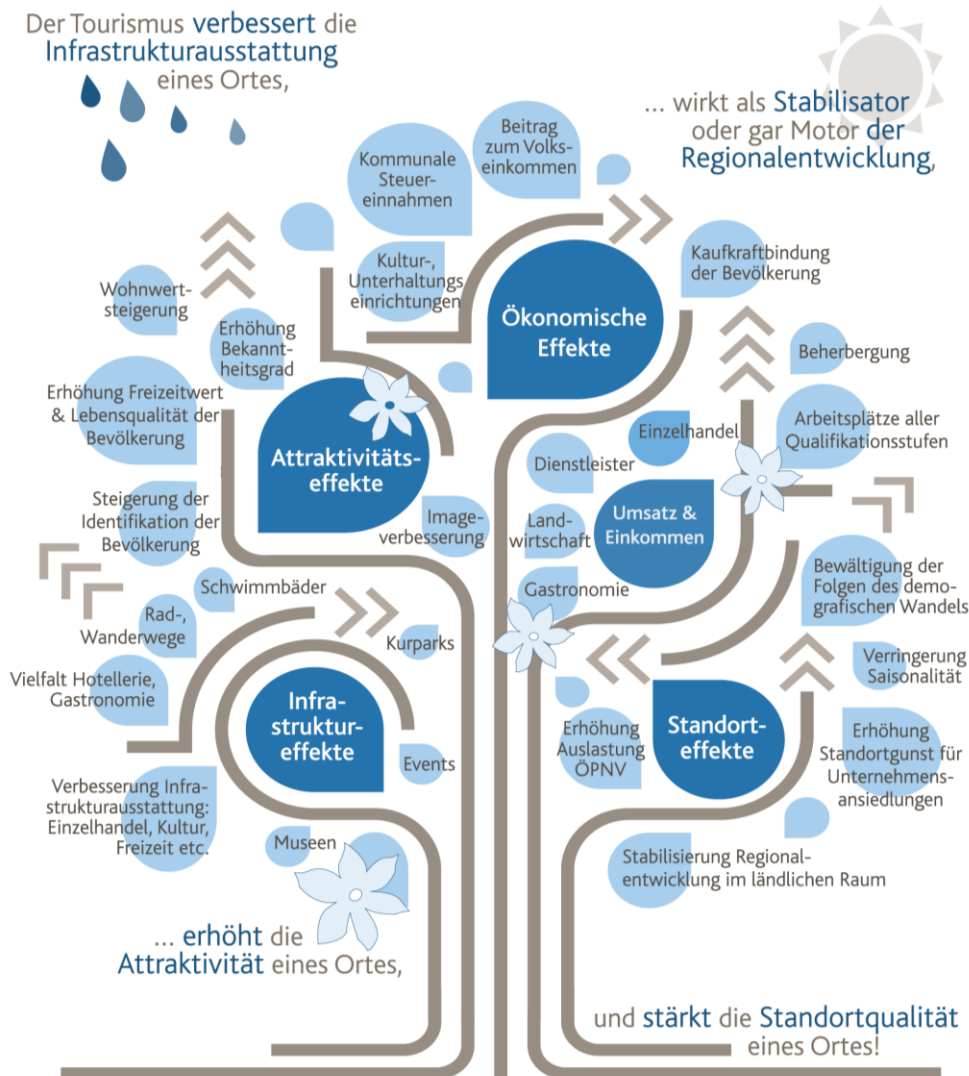 Der Tourismus verbessert die
Infrastrukturausstattung
eines Ortes,
... wirkt als Stabilisator
oder gar Motor der
Regionalentwicklung,
Beitrag
zum Volks-
einkommen
Kommunale
Steuer-
einnahmen
Kultur-,
Unterhaltungs
einrichtungen
Kaufkraftbindung
der Bevölkerung
Wohnwert-
steigerung
Erhöhung
Bekannt-
heitsgrad
Ökonomische
Effekte
Beherbergung
Erhöhung Freizeitwert
& Lebensqualität der
Bevölkerung
Attraktivitäts-
effekte
Einzelhandel
Arbeitsplätze aller
Qualifikationsstufen
Dienstleister
Steigerung der
Identifikation der
Bevölkerung
Image-
verbesserung
Land-
wirtschaft
Umsatz &
Einkommen
Gastronomie
Bewältigung der
Folgen des demo-
grafischen Wandels
Schwimmbäder
Rad-,
Wanderwege
Kurparks
Vielfalt Hotellerie,
Gastronomie
Verringerung
Saisonalität
Infra-
struktur-
effekte
Events
Erhöhung
Auslastung
ÖPNV
Standort-
effekte
Erhöhung
Standortgunst für
Unternehmens-
ansiedlungen
Verbesserung Infra-
strukturausstattung:
Einzelhandel, Kultur,
Freizeit etc.
Museen
Stabilisierung Regional-
entwicklung im ländlichen Raum
... erhöht die
Attraktivität eines Ortes,
und stärkt die Standortqualität
eines Ortes!